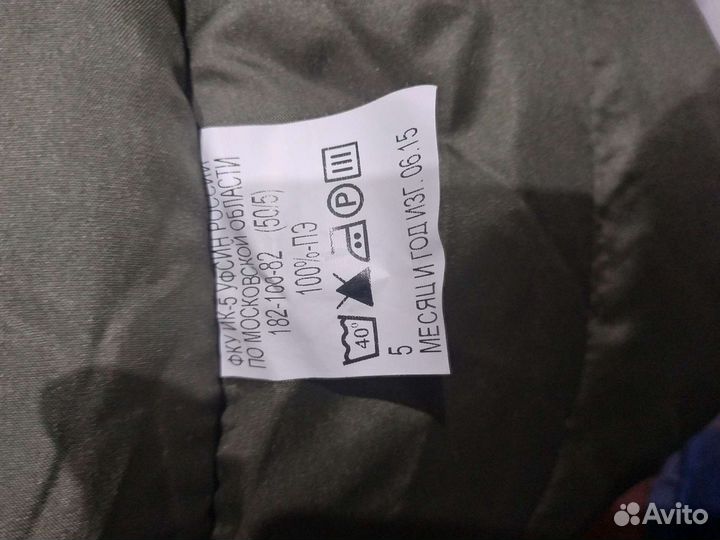 ФКУ ИК-5 УФСИН РОССИИ
ПО МОСКОВСКОЙ ОБЛАСТИ
182-100-82 (50/5)
100%-ПЭ
40° P
5
МЕСЯЦ И ГОД ИЗГ. 06.15
Avito